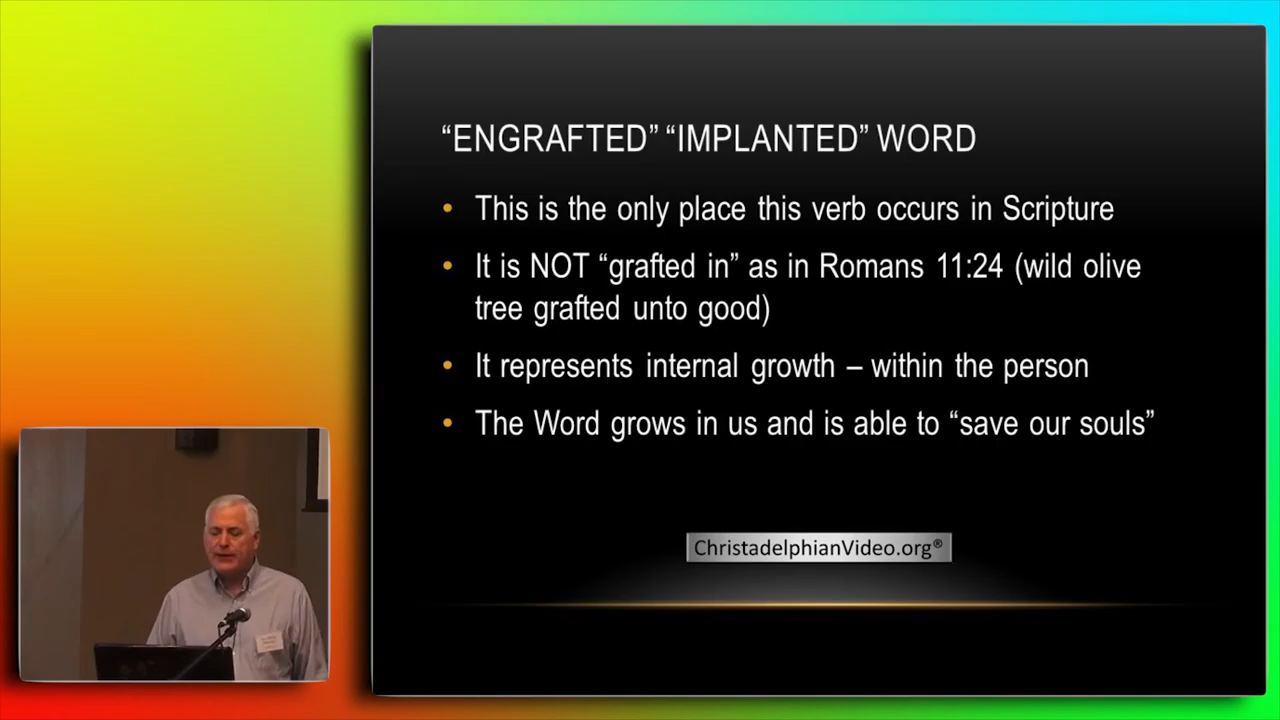 “ENGRAFTED” “IMPLANTED” WORD
• This is the only place this verb occurs in Scripture
• It is NOT “grafted in” as in Romans 11:24 (wild olive
tree grafted unto good)
• It represents internal growth – within the person
• The Word grows in us and is able to “save our souls”
ChristadelphianVideo.org®